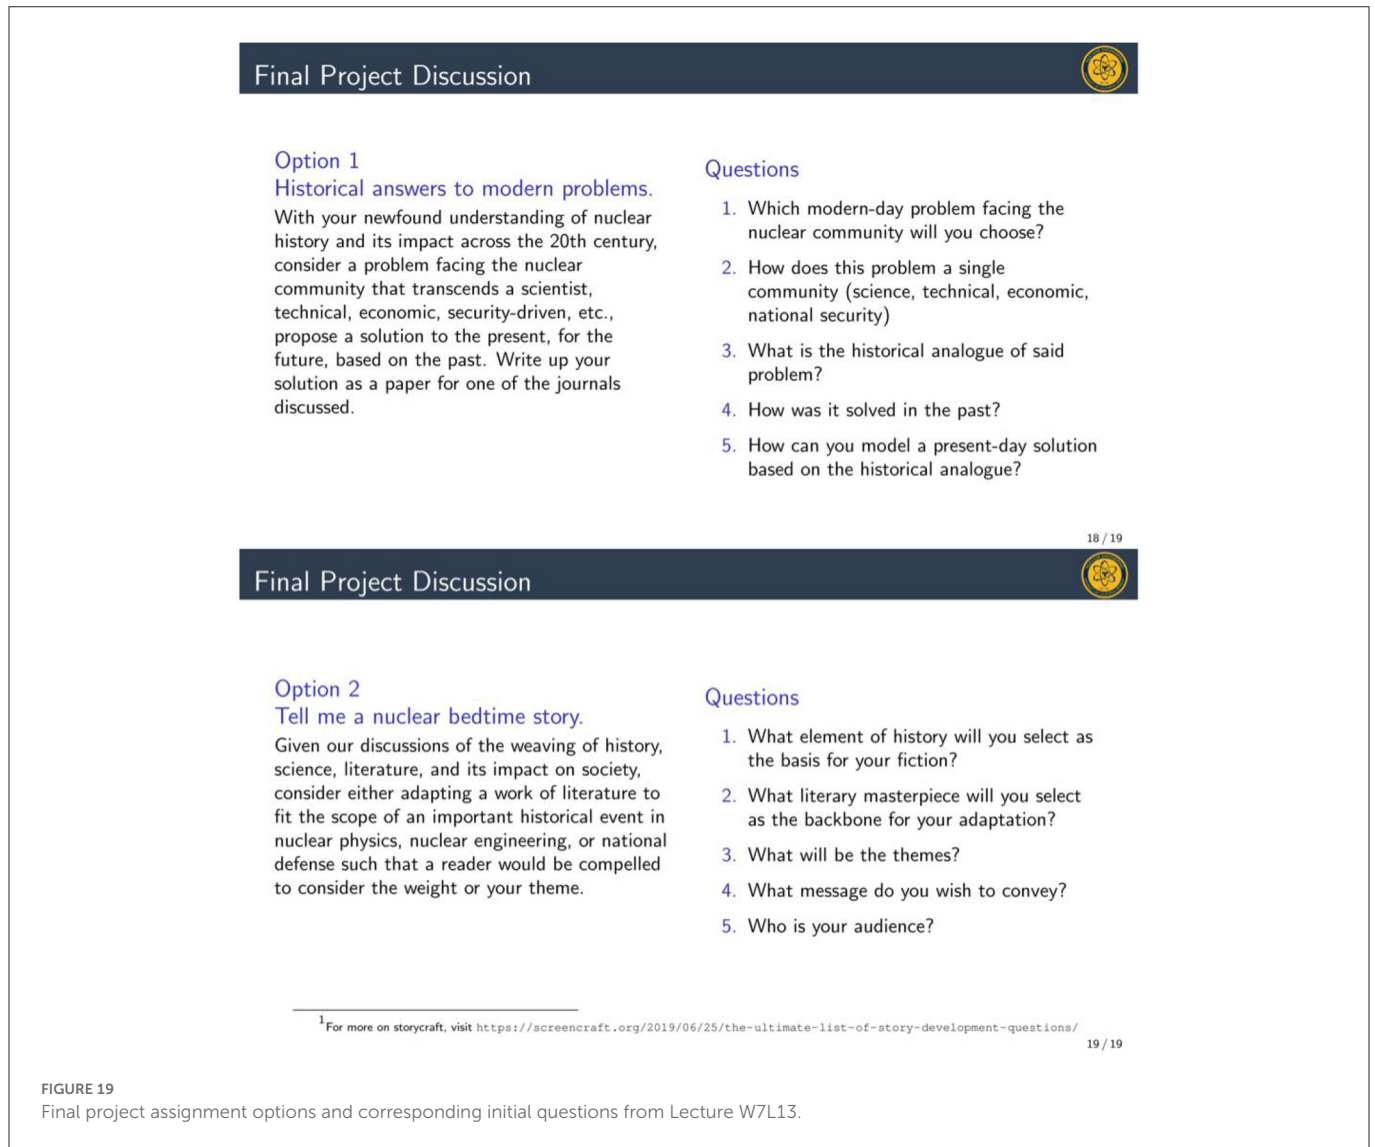 Final Project Discussion
Option 1
Historical answers to modern problems.
With your newfound understanding of nuclear
history and its impact across the 20th century,
consider a problem facing the nuclear
community that transcends a scientist,
technical, economic, security-driven, etc.,
propose a solution to the present, for the
future, based on the past. Write up your
solution as a paper for one of the journals
discussed.
Questions
1. Which modern-day problem facing the
nuclear community will you choose?
2. How does this problem a single
community (science, technical, economic,
national security)
3. What is the historical analogue of said
problem?
4. How was it solved in the past?
5. How can you model a present-day solution
based on the historical analogue?
18 / 19
Final Project Discussion
Option 2
Tell me a nuclear bedtime story.
Given our discussions of the weaving of history,
science, literature, and its impact on society,
consider either adapting a work of literature to
fit the scope of an important historical event in
nuclear physics, nuclear engineering, or national
defense such that a reader would be compelled
to consider the weight or your theme.
Questions
1. What element of history will you select as
the basis for your fiction?
2. What literary masterpiece will you select
as the backbone for your adaptation?
3. What will be the themes?
4. What message do you wish to convey?
5. Who is your audience?
1For more on storycraft, visit https://screencraft.org/2019/06/25/the-ultimate-list-of-story-development-questions/
19 / 19
FIGURE 19
Final project assignment options and corresponding initial questions from Lecture W7L13.